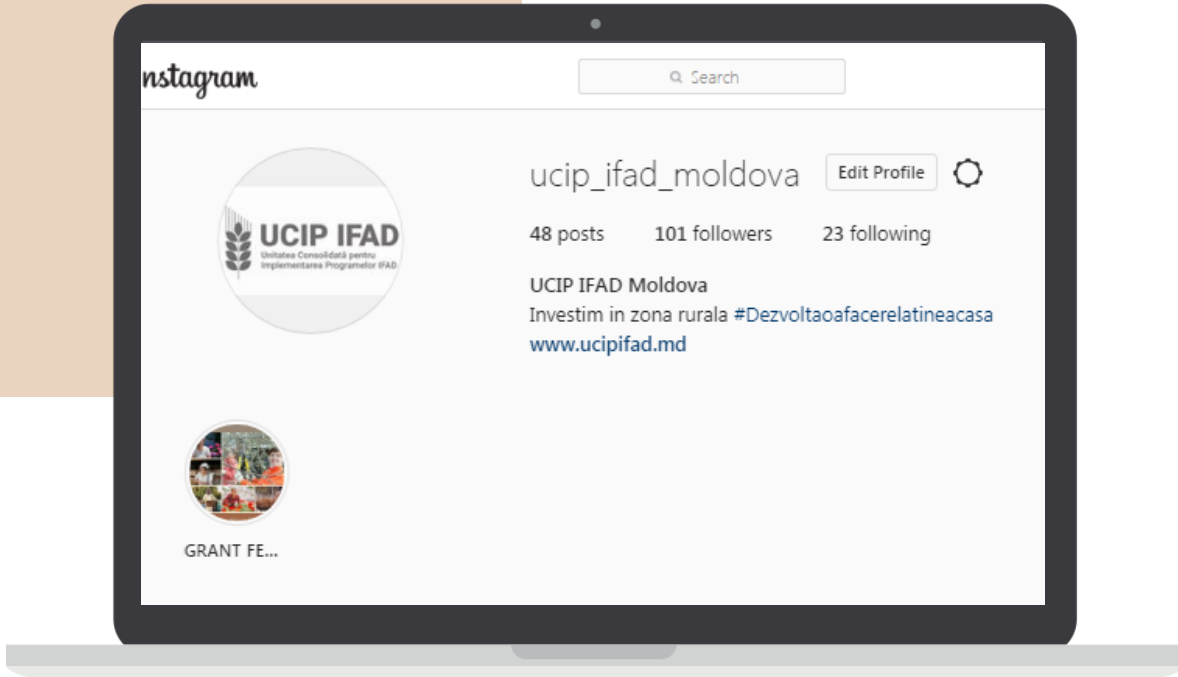 nstagram
Search
ucip_ifad_moldova Edit Profile
48 posts 101 followers 23 following
UCIP IFAD Moldova
Investim in zona rurala #Dezvoltaoafacerelatineacasa
www.ucipifad.md
UCIP IFAD
Unitatea Consolidată pentru
Implementarea Programelor IFAD
GRANT FE...